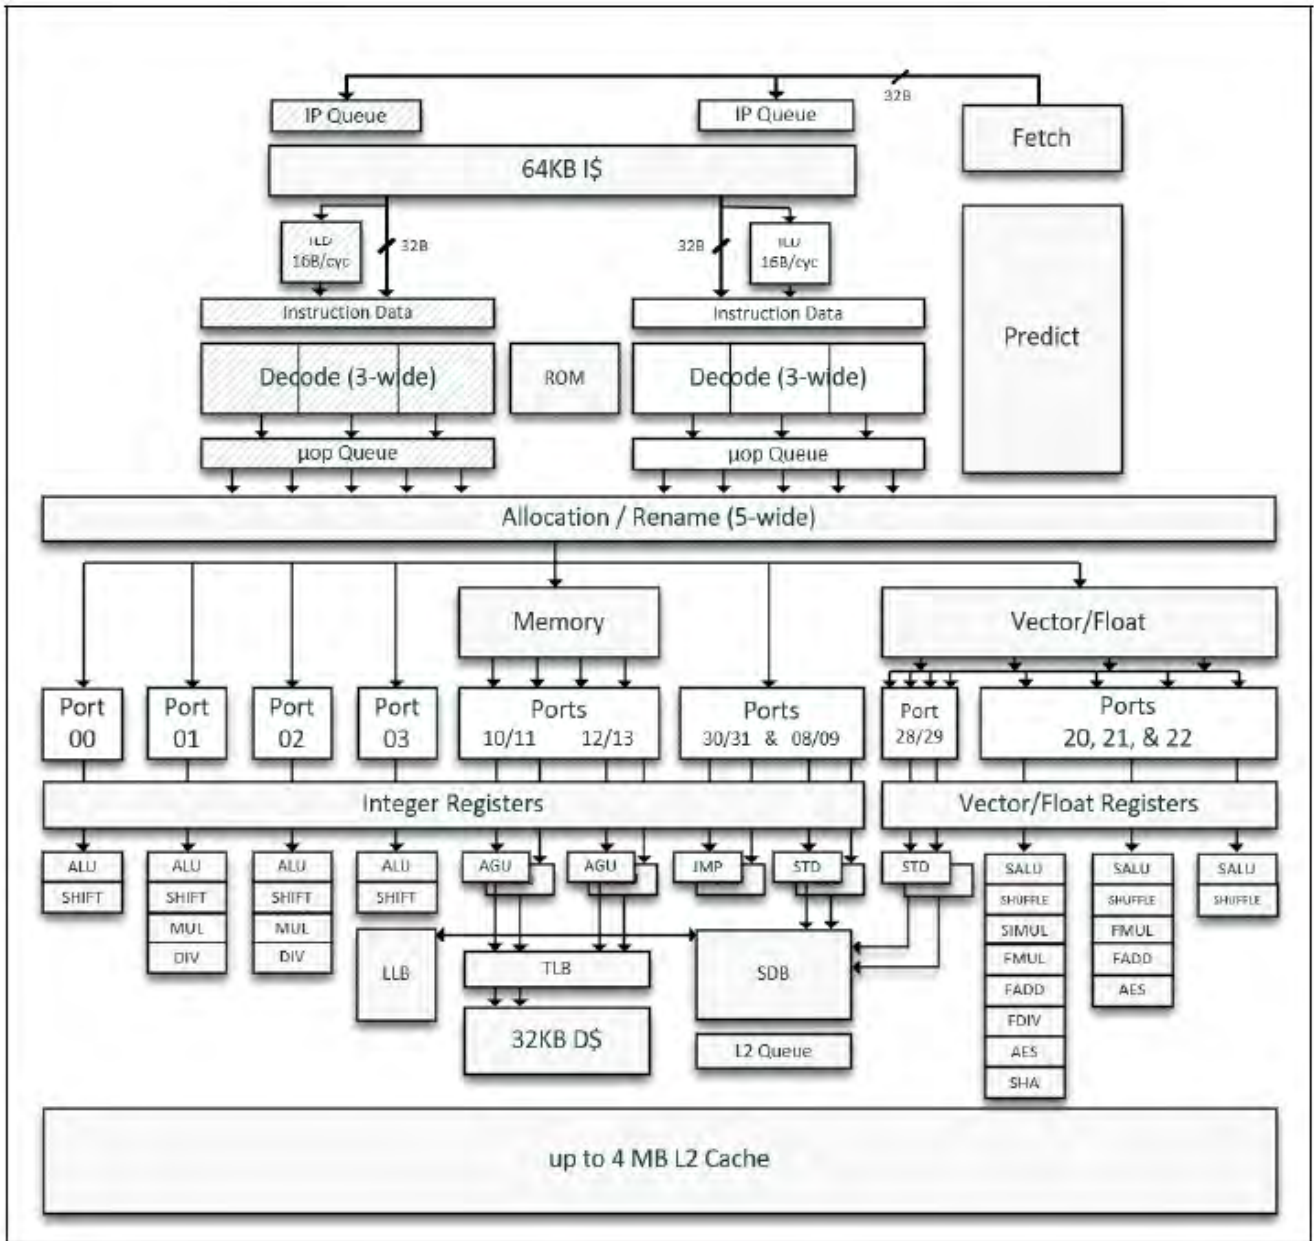 32B
IP Queue
IP Queue
Fetch
64KB I$
ILD
16B/cyc
32B
32B
ILD
16B/cyc
Instruction Data
Instruction Data
Predict
Decode (3-wide)
ROM
Decode (3-wide)
µop Queue
µop Queue
Allocation / Rename (5-wide)
Memory
Vector/Float
Port
00
Port
01
Port
02
Port
03
Ports
10/11 12/13
Ports
30/31 & 08/09
Port
28/29
Ports
20, 21, & 22
Integer Registers
Vector/Float Registers
ALU
SHIFT
ALU
SHIFT
MUL
DIV
ALU
SHIFT
MUL
DIV
ALU
SHIFT
AGU
AGU
JMP
STD
STD
SALU
SHUFFLE
SIMUL
FMUL
FADD
FDIV
AES
SHA
SALU
SHUFFLE
FMUL
FADD
AES
SALU
SHUFFLE
LLB
TLB
SDB
32KB D$
L2 Queue
up to 4 MB L2 Cache